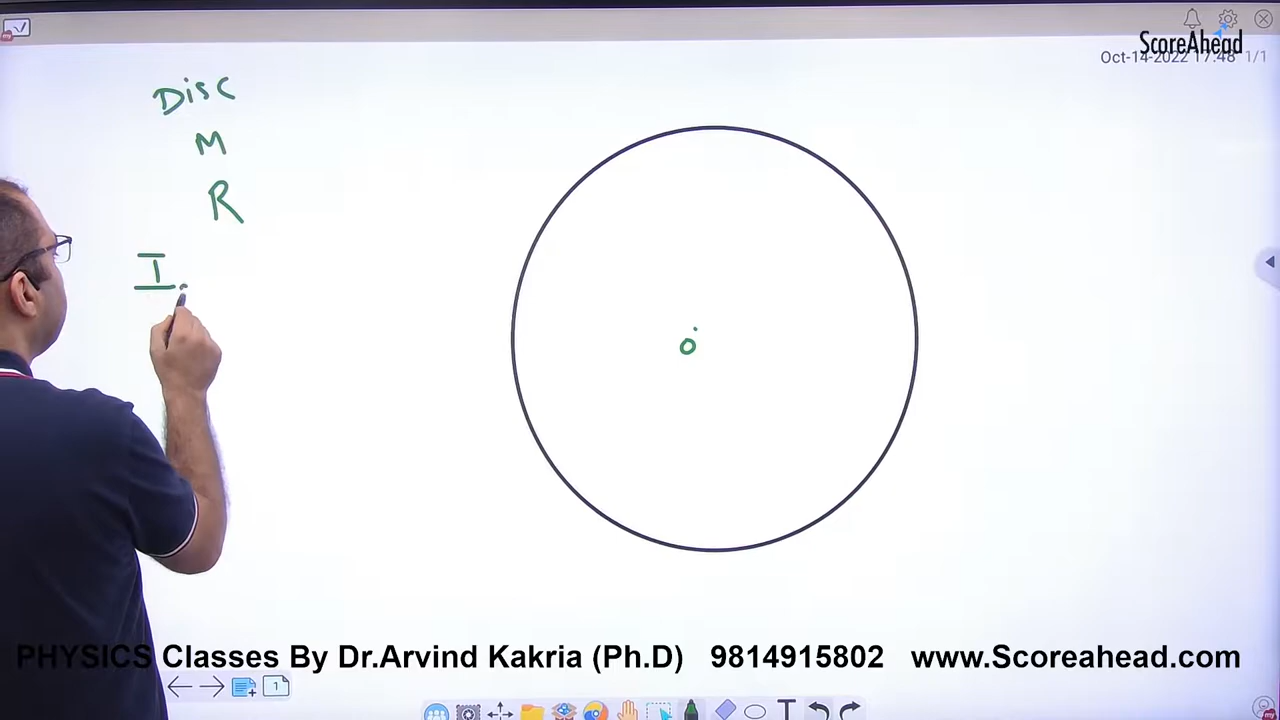 ScoreAhead
Oct-14-2022 17:48 1/1
Disc
M
R
I
O
PHYSICS Classes By Dr.Arvind Kakria (Ph.D) 9814915802 www.Scoreahead.com
1
T